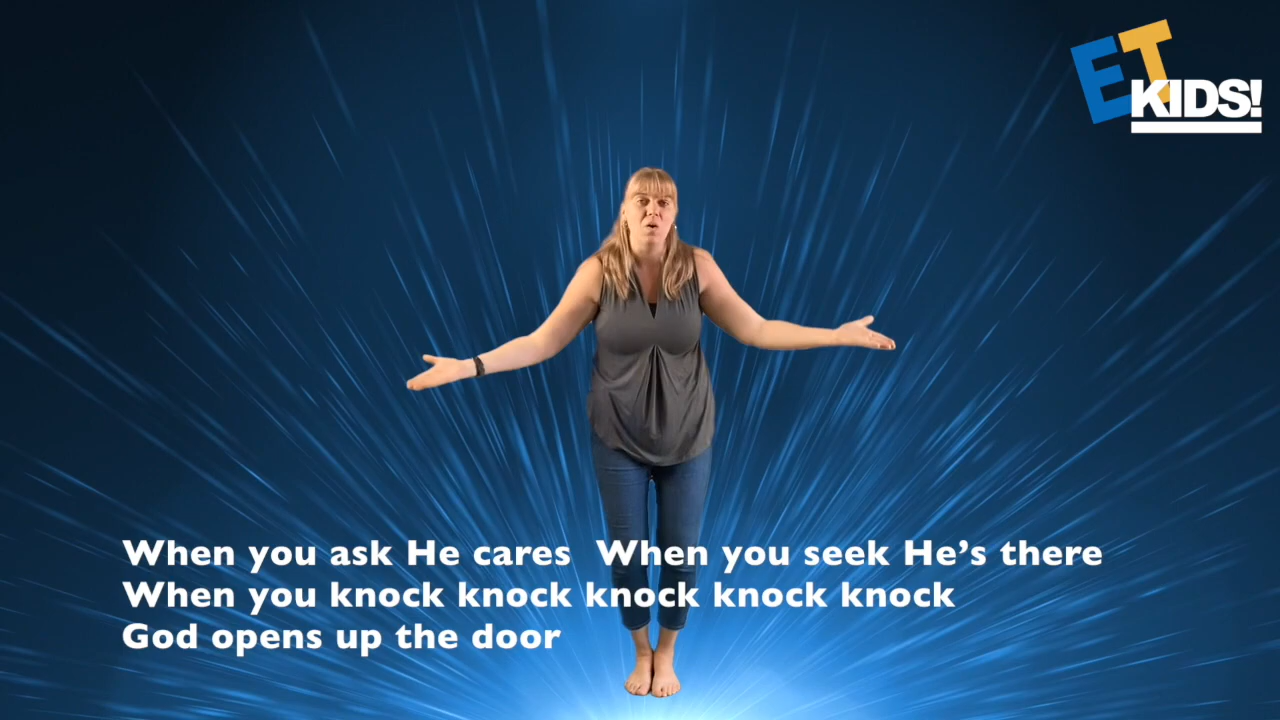 ET
KIDS!
When you ask He cares When you seek He's there
When you knock knock knock knock knock
God opens up the door